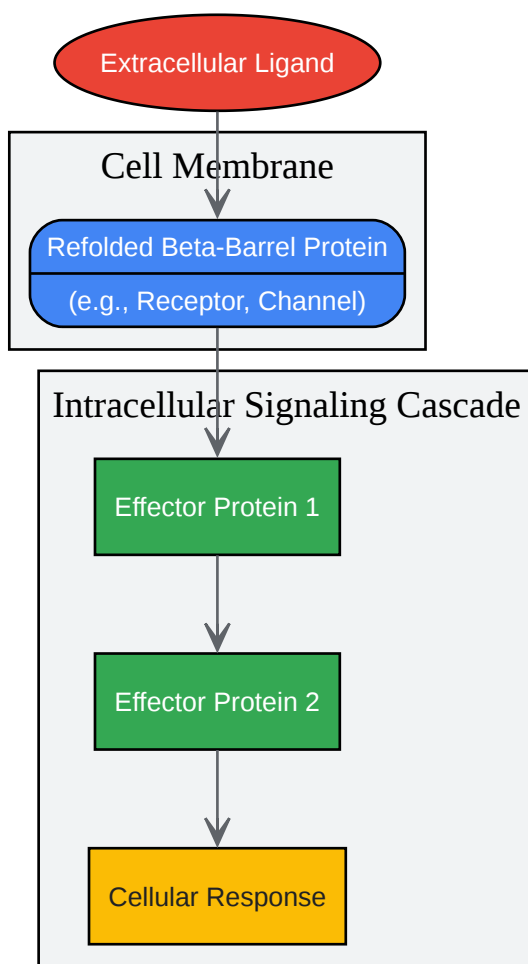 Extracellular Ligand
Cell Membrane
Refolded Beta-Barrel Protein
(e.g., Receptor, Channel)
Intracellular Signaling Cascade
Effector Protein 1
Effector Protein 2
Cellular Response